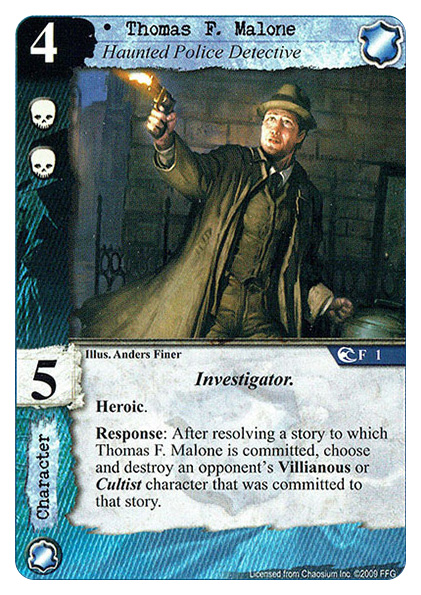 4
• Thomas F. Malone
Haunted Police Detective
Illus. Anders Finer
F 1
5
Investigator.
Heroic.
Response: After resolving a story to which
Thomas F. Malone is committed, choose
and destroy an opponent's Villianous or
Cultist character that was committed to
that story.
Character
Licensed from Chaosium Inc. ©2009 FFG